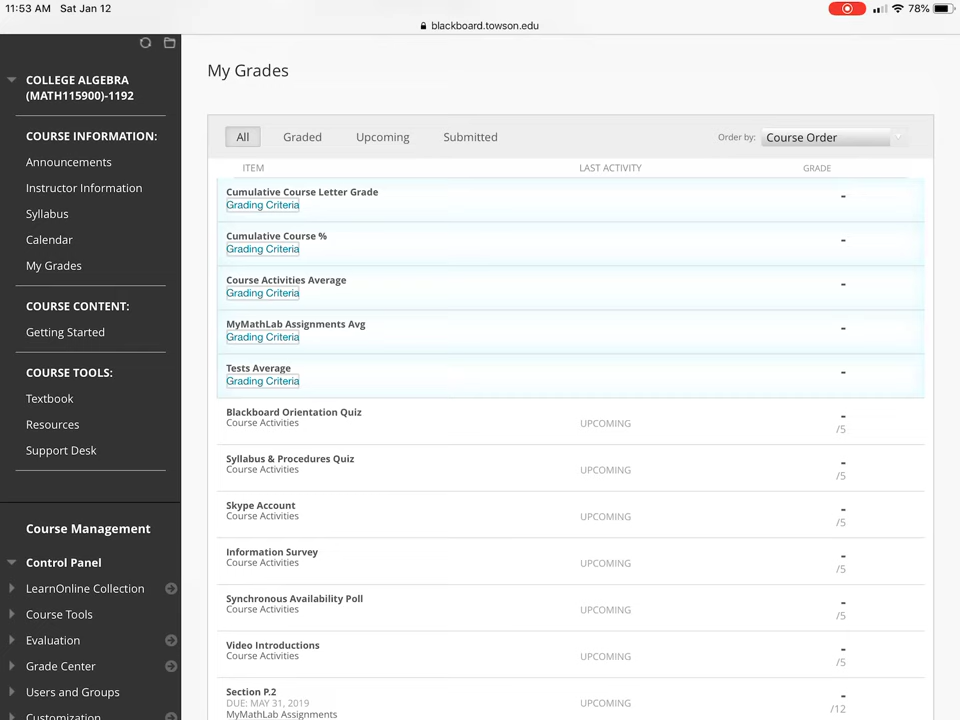 11:53 AM Sat Jan 12
78%
blackboard.towson.edu
COLLEGE ALGEBRA
(MATH115900)-1192
COURSE INFORMATION:
Announcements
Instructor Information
Syllabus
Calendar
My Grades
COURSE CONTENT:
Getting Started
COURSE TOOLS:
Textbook
Resources
Support Desk
Course Management
Control Panel
LearnOnline Collection
Course Tools
Evaluation
Grade Center
Users and Groups
Customization
My Grades
All Graded Upcoming Submitted Order by: Course Order
ITEM LAST ACTIVITY GRADE
Cumulative Course Letter Grade -
Grading Criteria
Cumulative Course % -
Grading Criteria
Course Activities Average -
Grading Criteria
MyMathLab Assignments Avg -
Grading Criteria
Tests Average -
Grading Criteria
Blackboard Orientation Quiz -
Course Activities UPCOMING /5
Syllabus & Procedures Quiz -
Course Activities UPCOMING /5
Skype Account -
Course Activities UPCOMING /5
Information Survey -
Course Activities UPCOMING /5
Synchronous Availability Poll -
Course Activities UPCOMING /5
Video Introductions -
Course Activities UPCOMING /5
Section P.2 -
DUE: MAY 31, 2019 UPCOMING /12
MyMathLab Assignments